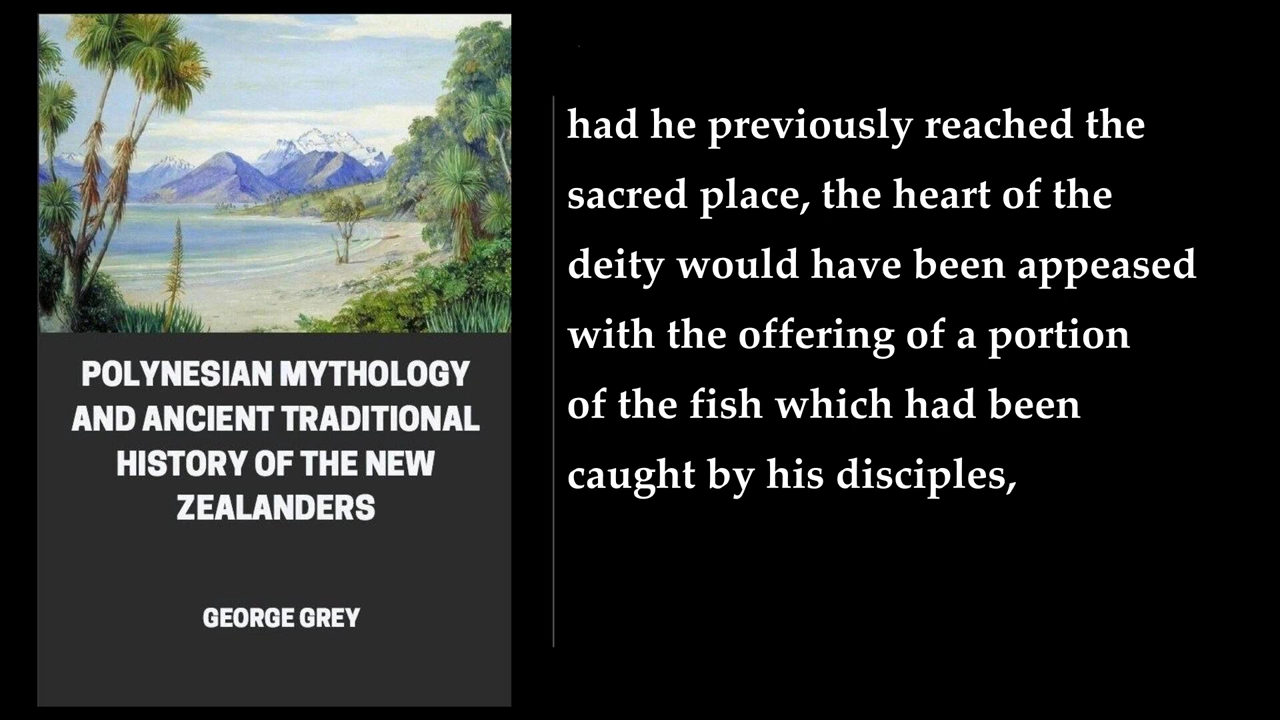 POLYNESIAN MYTHOLOGY
AND ANCIENT TRADITIONAL
HISTORY OF THE NEW
ZEALANDERS
GEORGE GREY
had he previously reached the
sacred place, the heart of the
deity would have been appeased
with the offering of a portion
of the fish which had been
caught by his disciples,